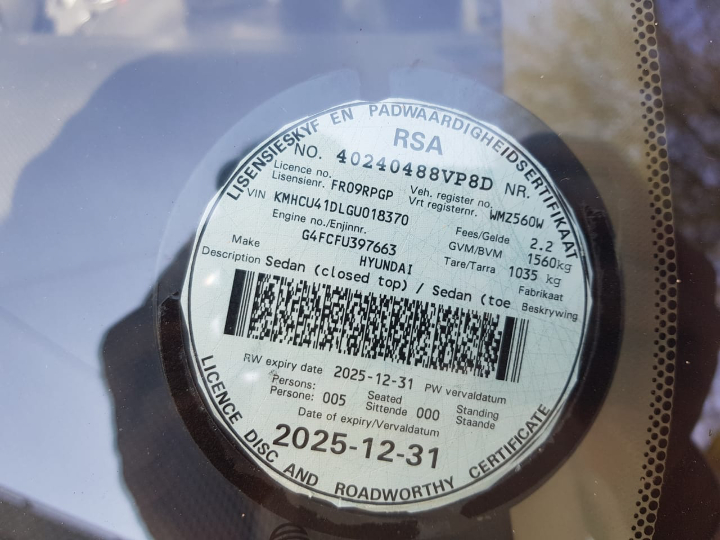 LISENSIESKYF EN PADWAARDIGHEIDSERTIFIKAAT
RSA
NO. 40240488VP8D NR.
Licence no.
Lisensienr. FR09RPGP
Veh. register no.
Vrt registernr. WMZ560W
VIN KMHCU41DLGU018370
Engine no./Enjinnr.
G4FCFU397663
Fees/Gelde 2.2
GVM/BVM 1560kg
Tare/Tarra 1035 kg
Make HYUNDAI Fabrikaat
Description Sedan (closed top) / Sedan (toe Beskrywing
RW expiry date 2025-12-31 PW vervaldatum
Persons:
Persone: 005
Seated
Sittende 000
Standing
Staande
Date of expiry/Vervaldatum
2025-12-31
LICENCE DISC AND ROADWORTHY CERTIFICATE